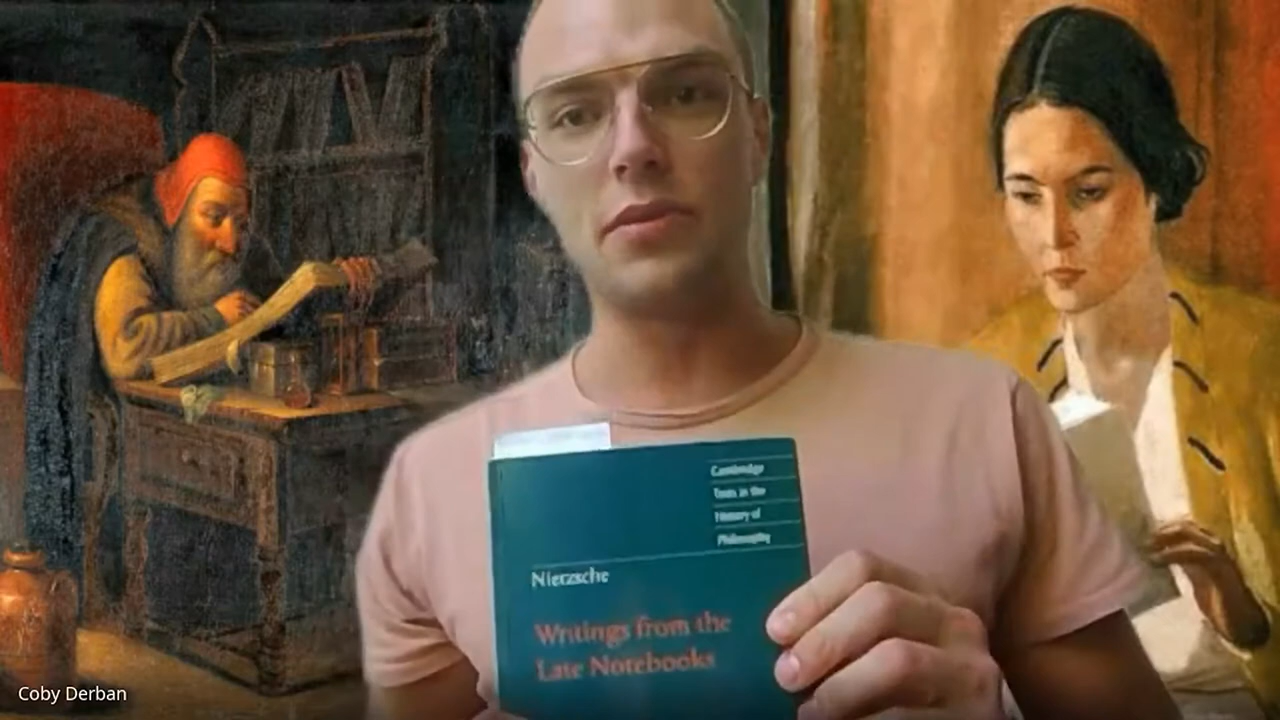 Cambridge
Texts in the
History of
Philosophy
Nietzsche
Writings from the
Late Notebooks
Coby Derban